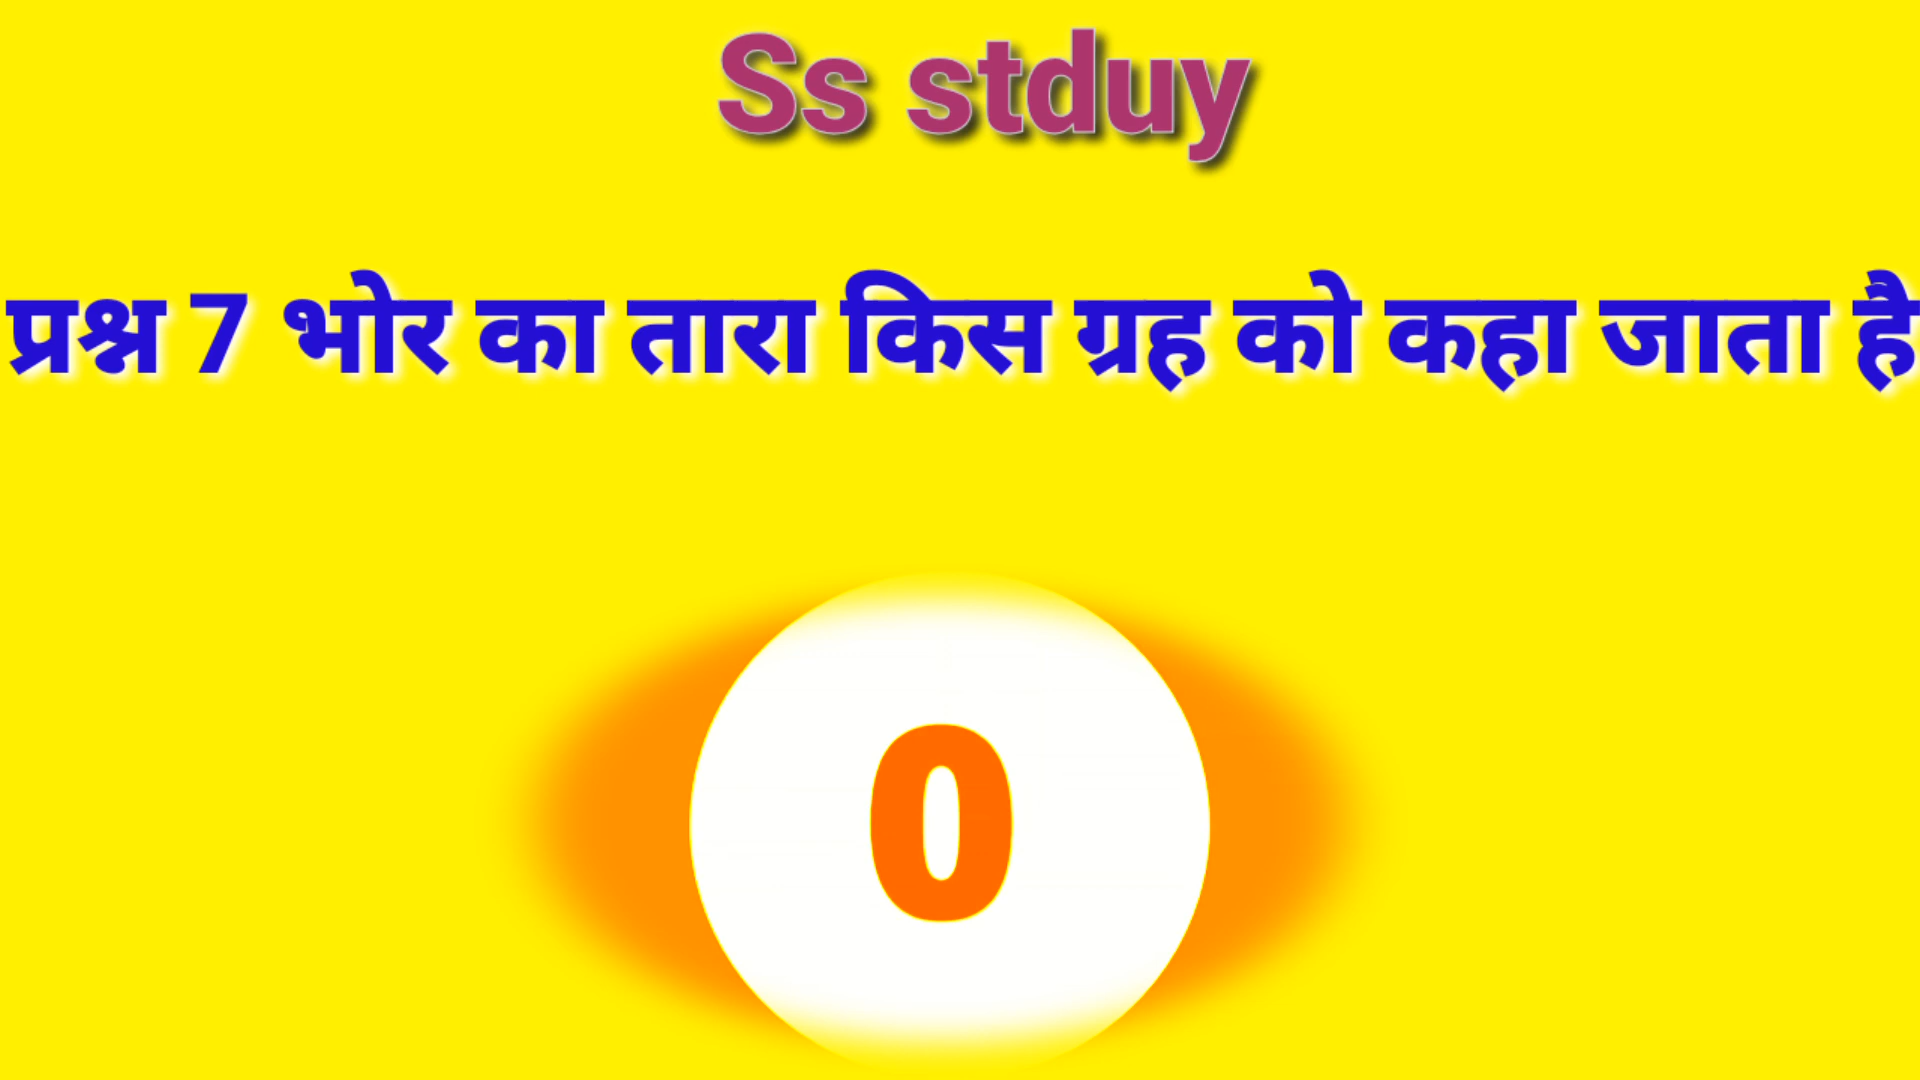 Ss stduy
प्रश्न 7 भोर का तारा किस ग्रह को कहा जाता है
0